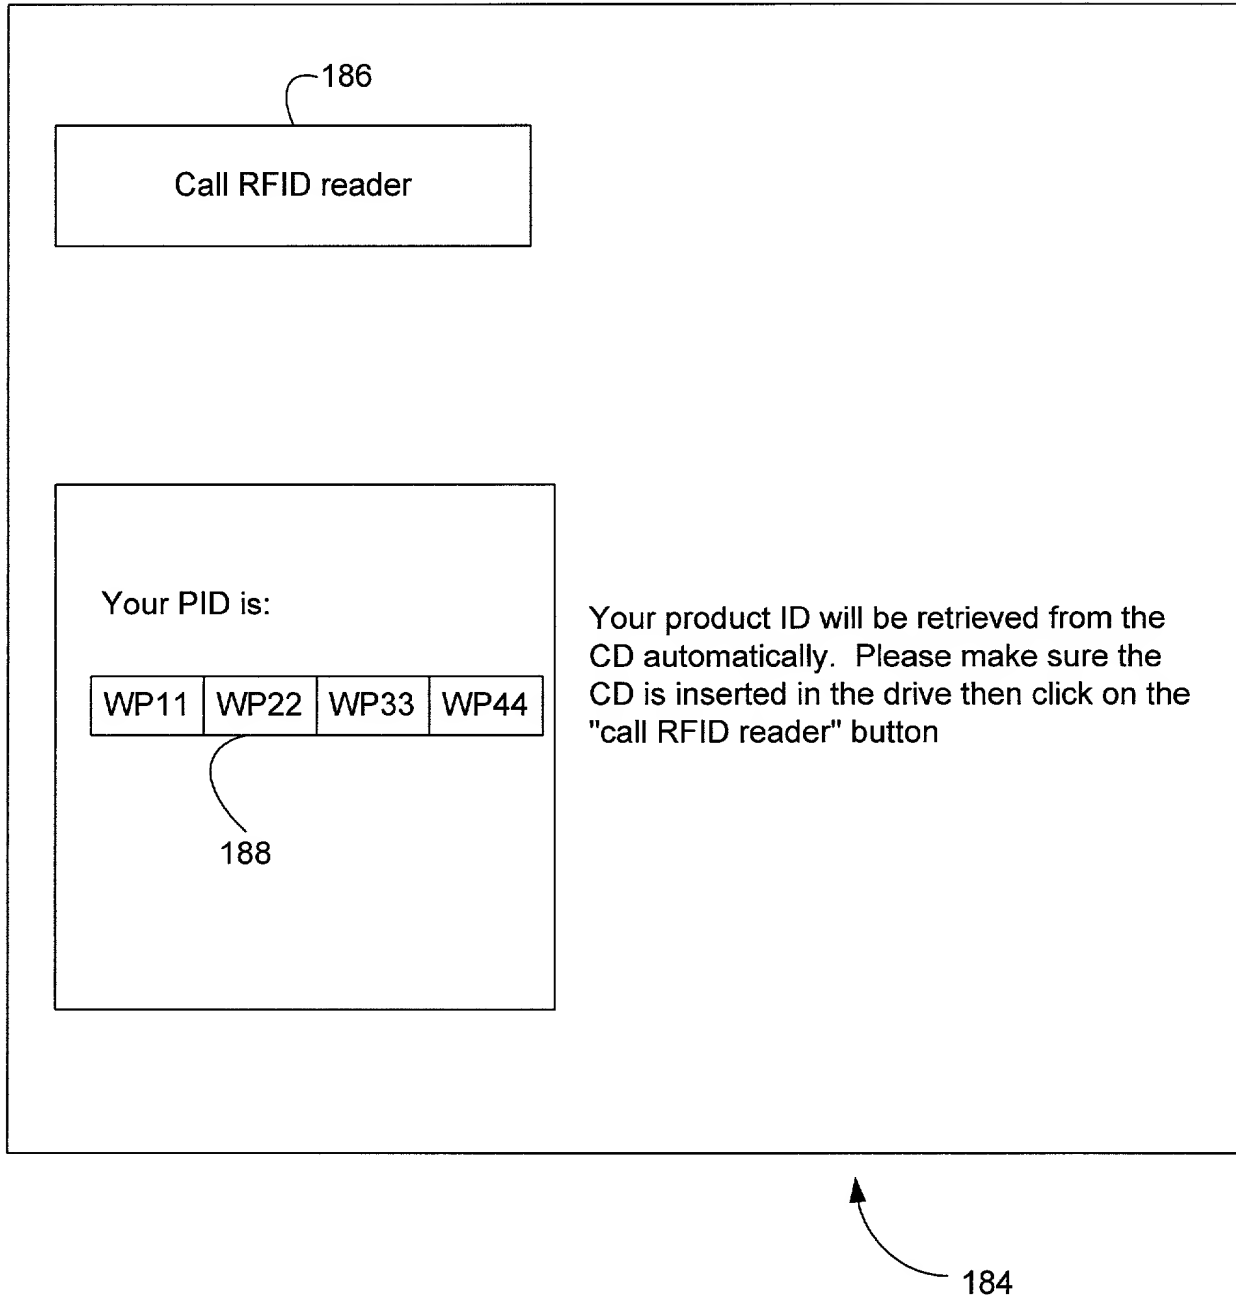 186
Call RFID reader
Your PID is:
WP11 WP22 WP33 WP44
188
Your product ID will be retrieved from the
CD automatically.  Please make sure the
CD is inserted in the drive then click on the
"call RFID reader" button
184